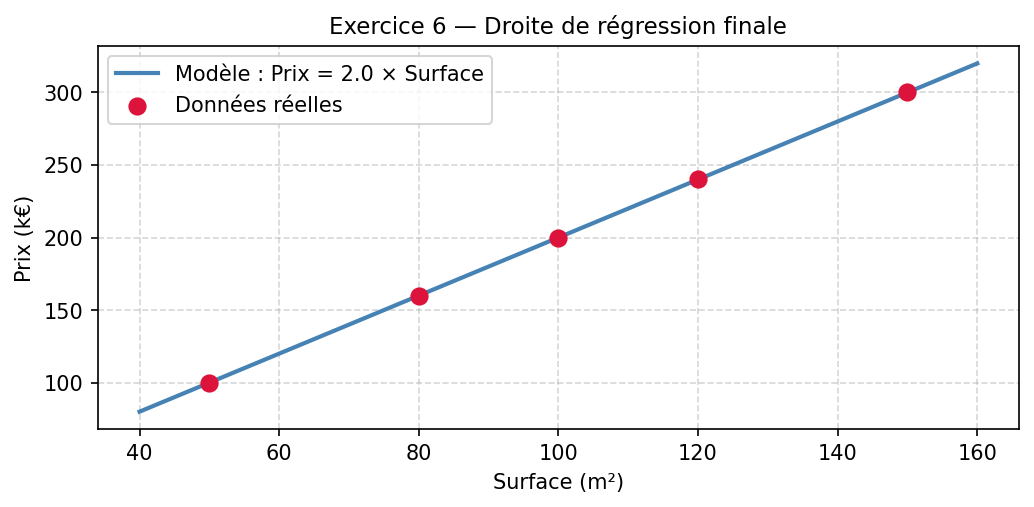 Exercice 6 — Droite de régression finale
Modèle : Prix = 2.0 × Surface
Données réelles
Prix (k€)
300
250
200
150
100
40 60 80 100 120 140 160
Surface (m²)